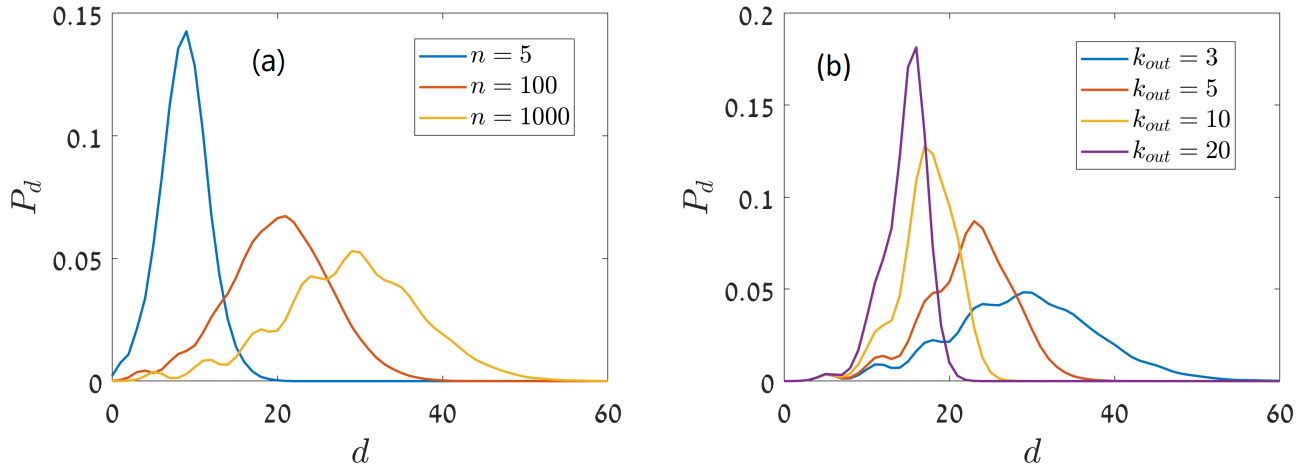 (a)
n = 5
n = 100
n = 1000
0.15
0.1
0.05
0
P_d
0 20 40 60
d
(b)
k_out = 3
k_out = 5
k_out = 10
k_out = 20
0.2
0.15
0.1
0.05
0
P_d
0 20 40 60
d